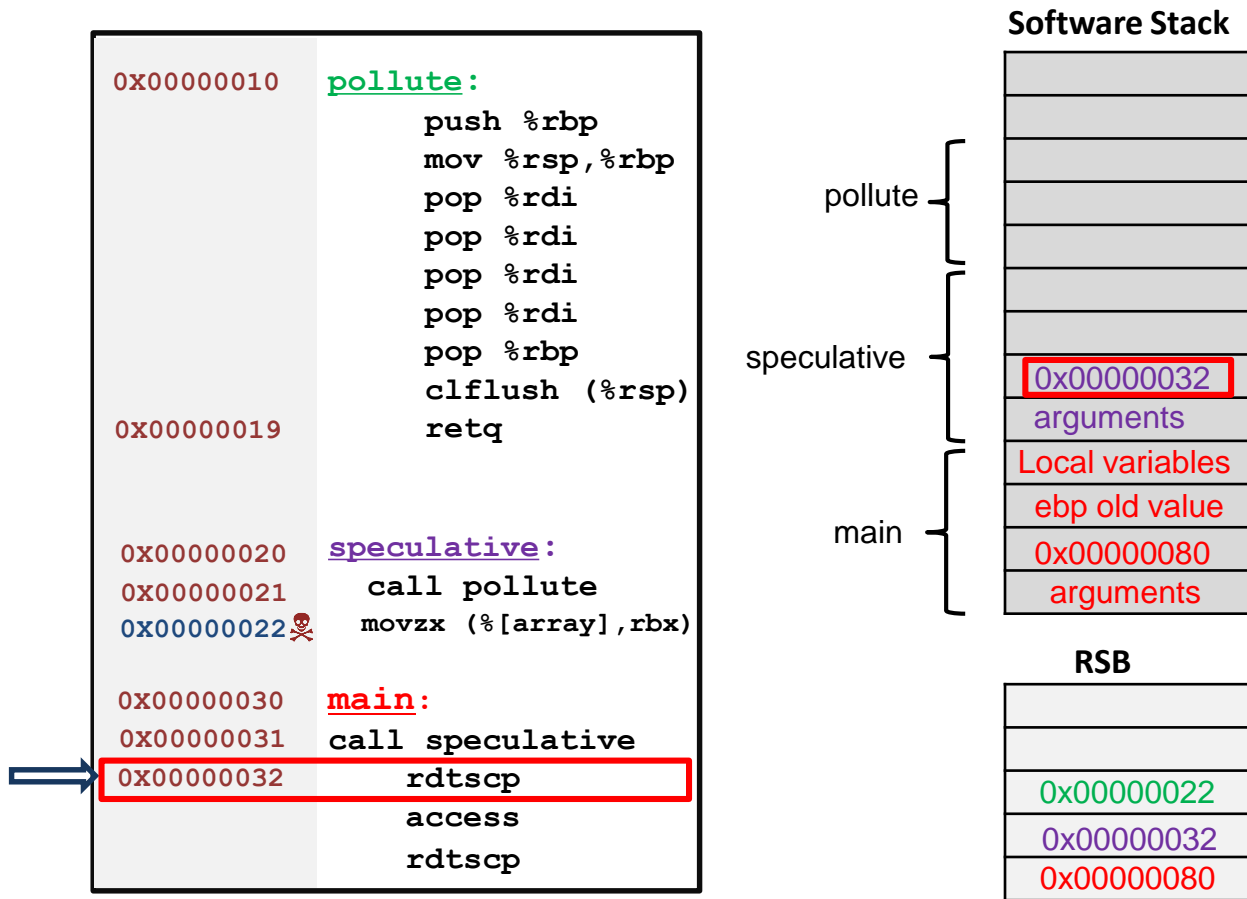 0X00000010 pollute:
push %rbp
mov %rsp,%rbp
pop %rdi
pop %rdi
pop %rdi
pop %rdi
pop %rbp
clflush (%rsp)
0X00000019 retq
0X00000020 speculative:
0X00000021 call pollute
0X00000022 movzx (%[array],rbx)
0X00000030 main:
0X00000031 call speculative
0X00000032 rdtscp
access
rdtscp
Software Stack
pollute
speculative
main
0x00000032
arguments
Local variables
ebp old value
0x00000080
arguments
RSB
0x00000022
0x00000032
0x00000080